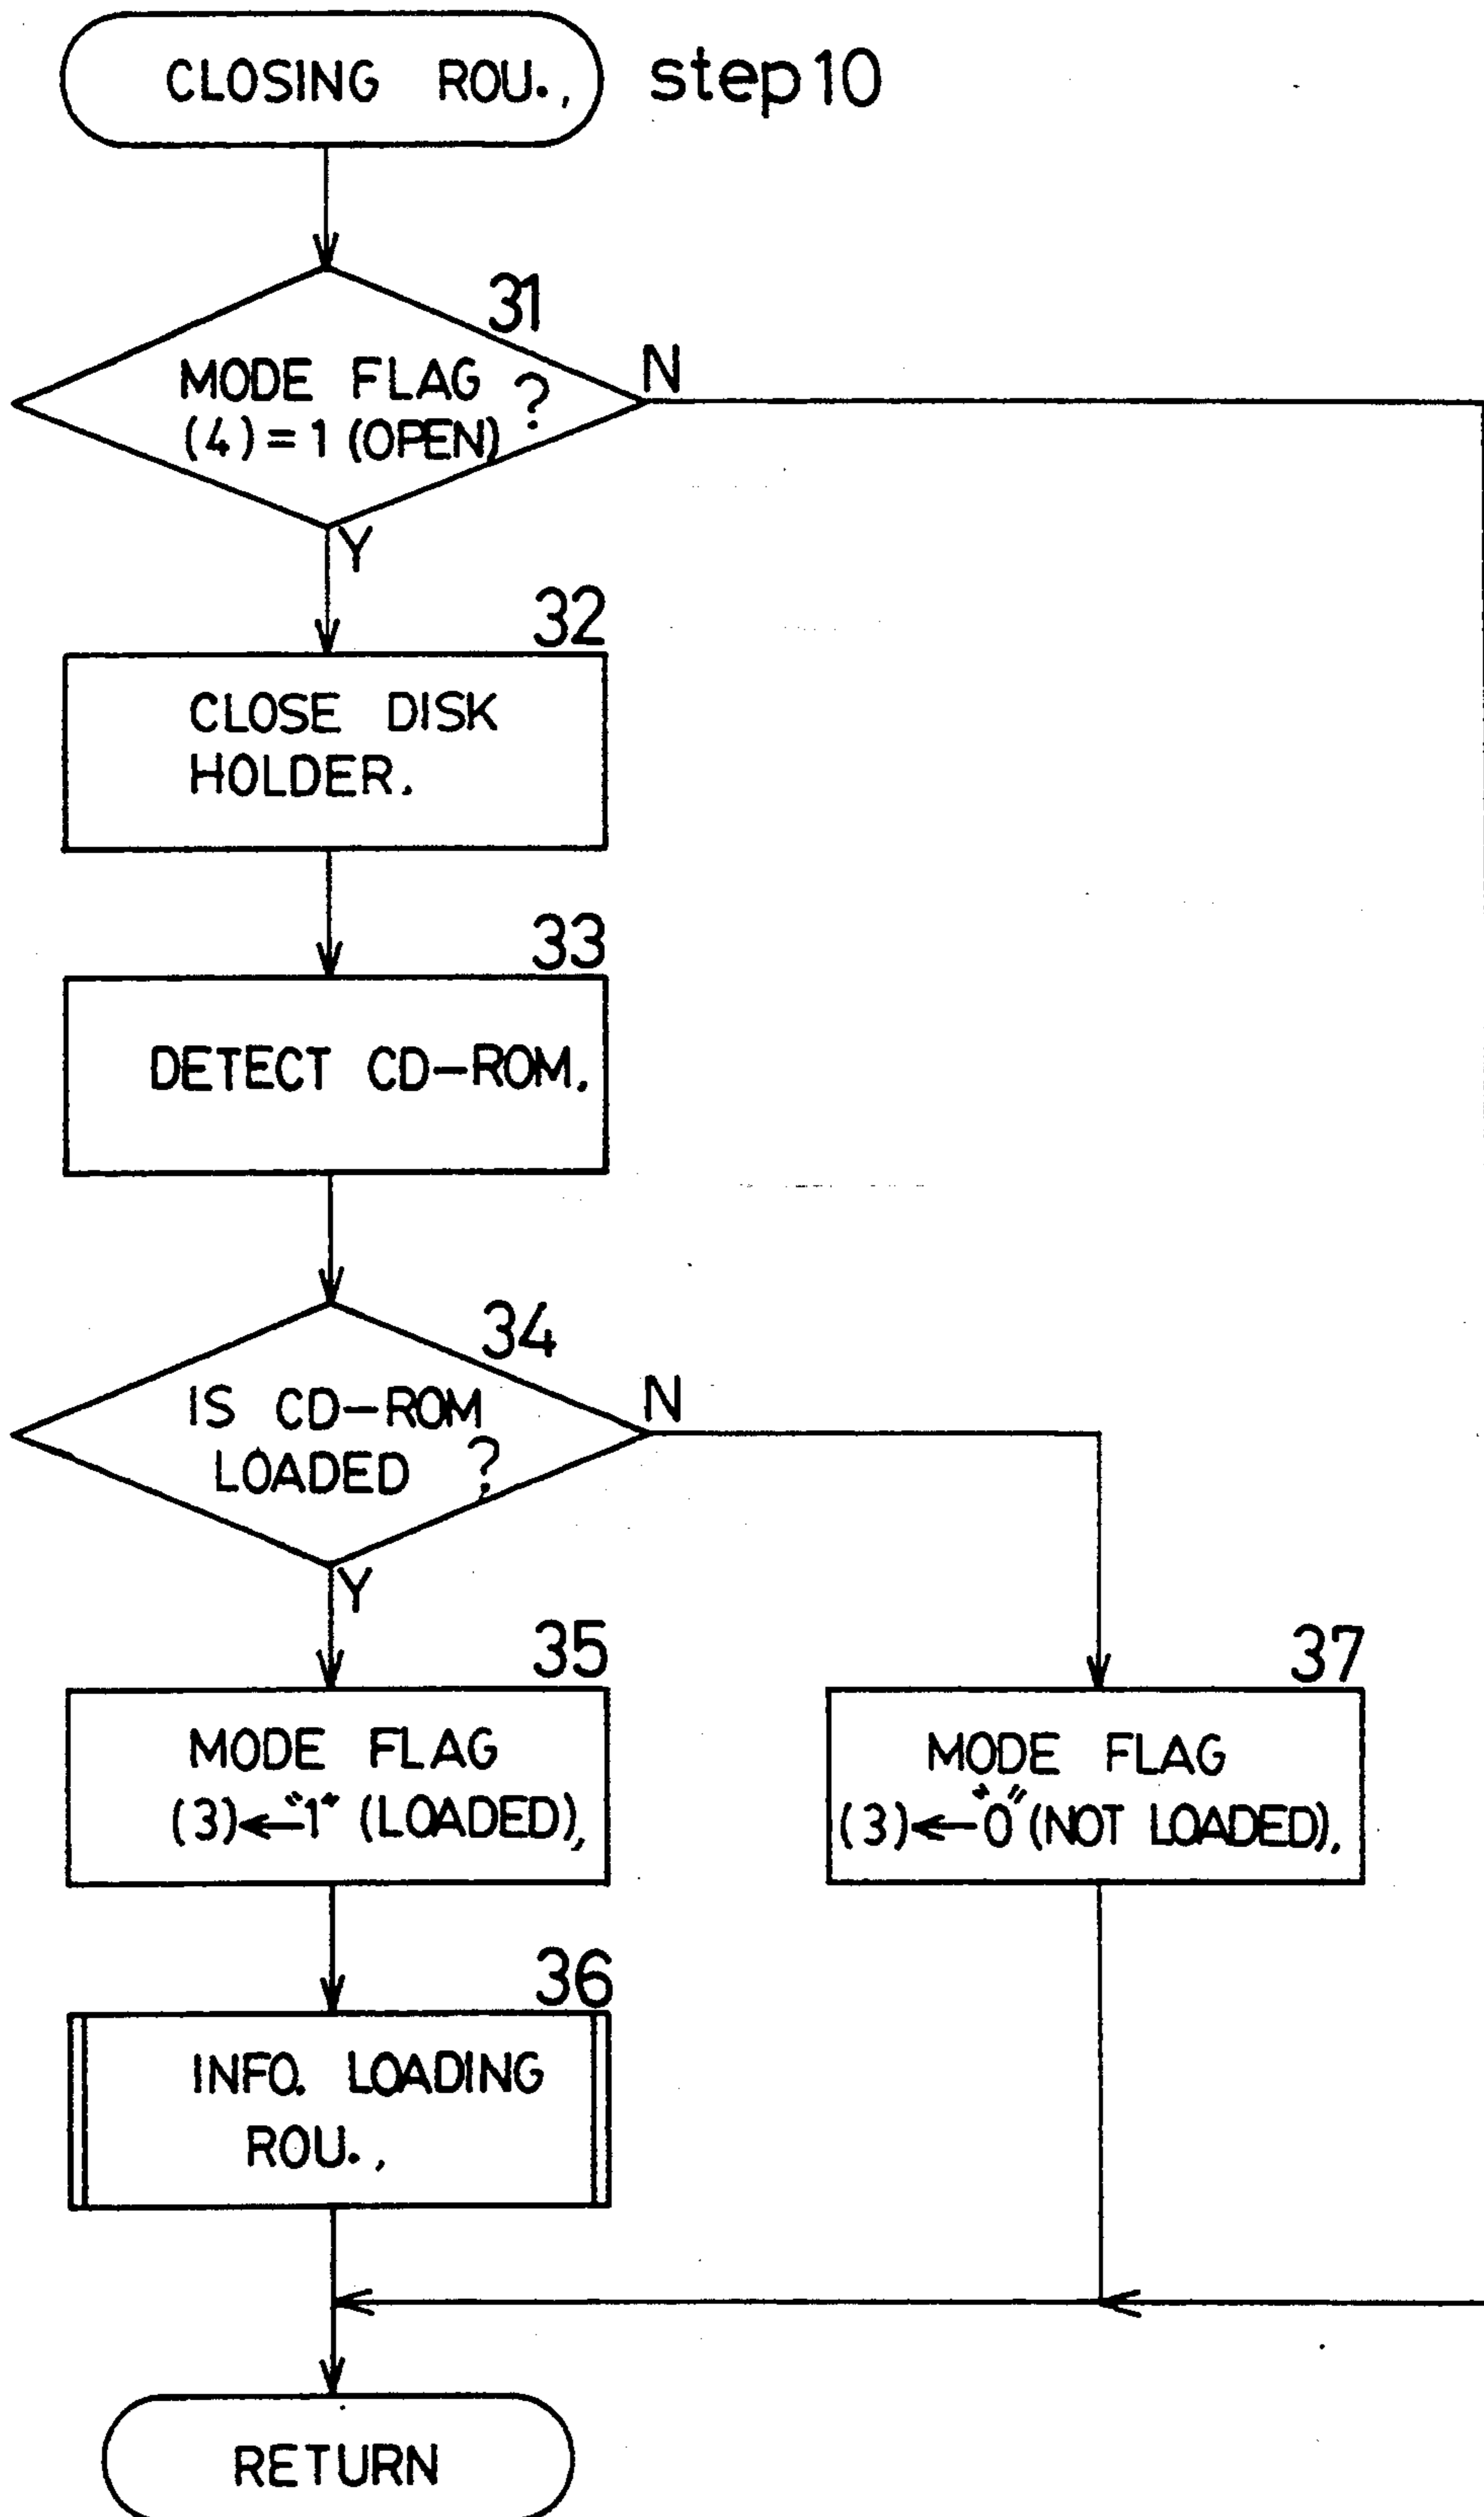 CLOSING ROU., step10
31
N
MODE FLAG ?
(4)=1 (OPEN)
Y
32
CLOSE DISK
HOLDER.
33
DETECT CD-ROM.
34
N
IS CD-ROM
LOADED ?
Y
35
MODE FLAG
(3)←"1" (LOADED),
37
MODE FLAG
(3)←"0" (NOT LOADED),
36
INFO. LOADING
ROU.,
RETURN